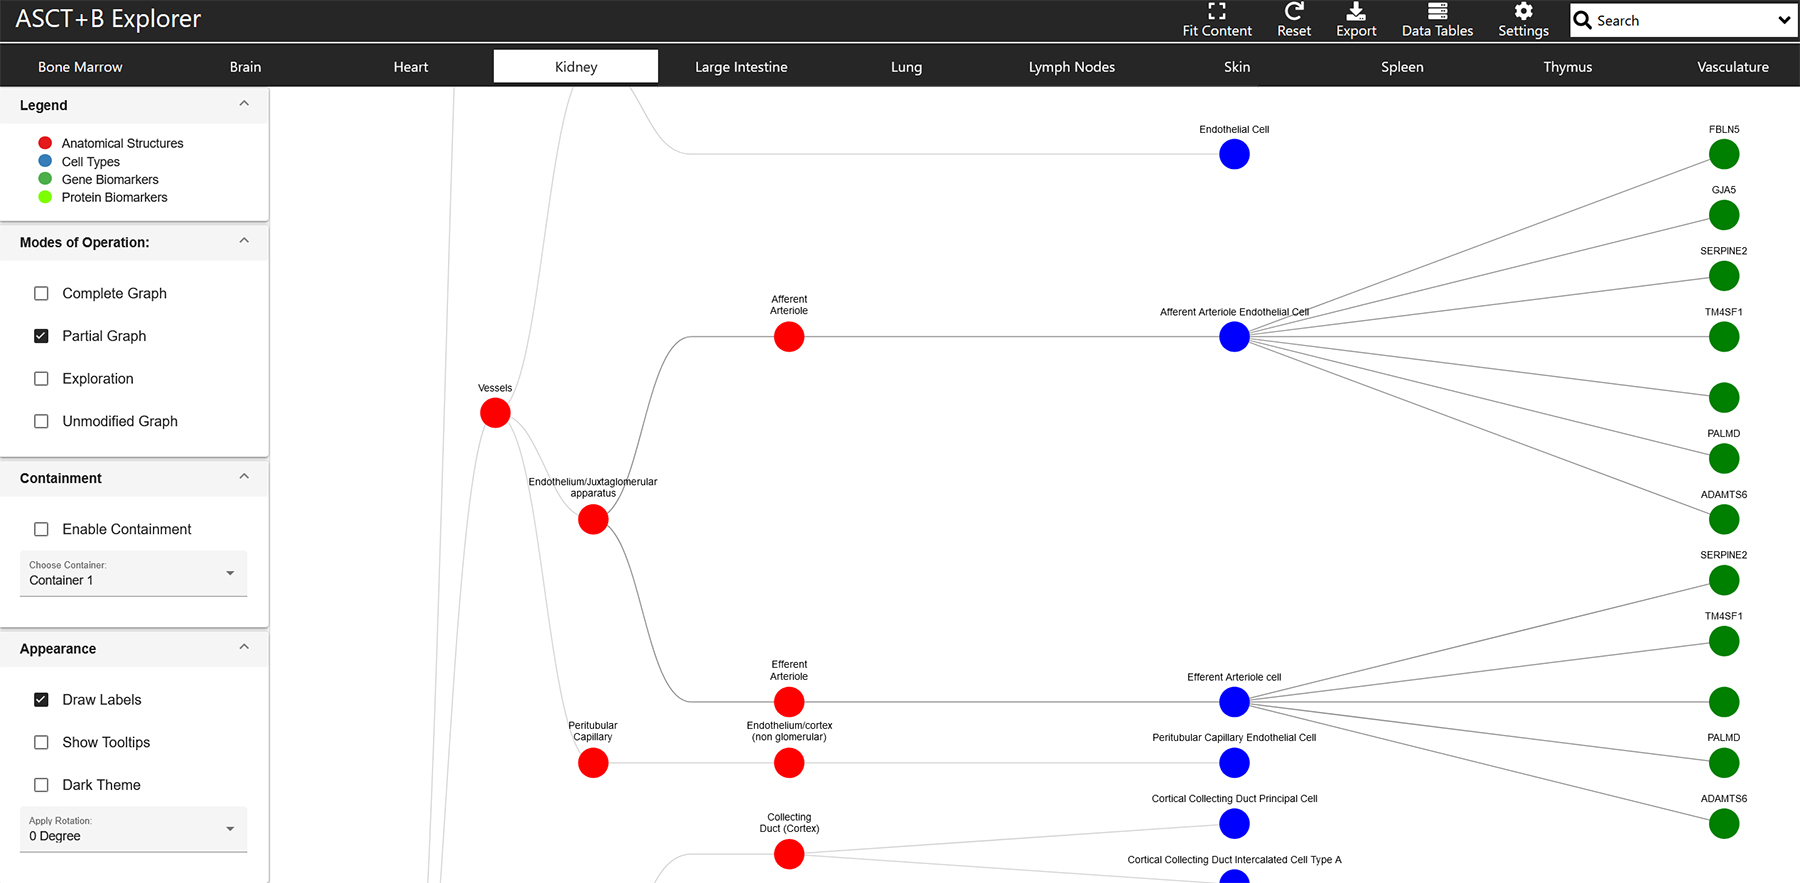 ASCT+B Explorer
Fit Content
Reset
Export
Data Tables
Settings
Search
Bone Marrow
Brain
Heart
Kidney
Large Intestine
Lung
Lymph Nodes
Skin
Spleen
Thymus
Vasculature
Legend
Anatomical Structures
Cell Types
Gene Biomarkers
Protein Biomarkers
Modes of Operation:
Complete Graph
Partial Graph
Exploration
Unmodified Graph
Containment
Enable Containment
Choose Container:
Container 1
Appearance
Draw Labels
Show Tooltips
Dark Theme
Apply Rotation:
0 Degree
Vessels
Endothelium/Juxtaglomerular
apparatus
Peritubular
Capillary
Afferent
Arteriole
Efferent
Arteriole
Endothelium/cortex
(non glomerular)
Collecting
Duct (Cortex)
Endothelial Cell
Afferent Arteriole Endothelial Cell
Efferent Arteriole cell
Peritubular Capillary Endothelial Cell
Cortical Collecting Duct Principal Cell
Cortical Collecting Duct Intercalated Cell Type A
FBLN5
GJA5
SERPINE2
TM4SF1
PALMD
ADAMTS6
SERPINE2
TM4SF1
PALMD
ADAMTS6